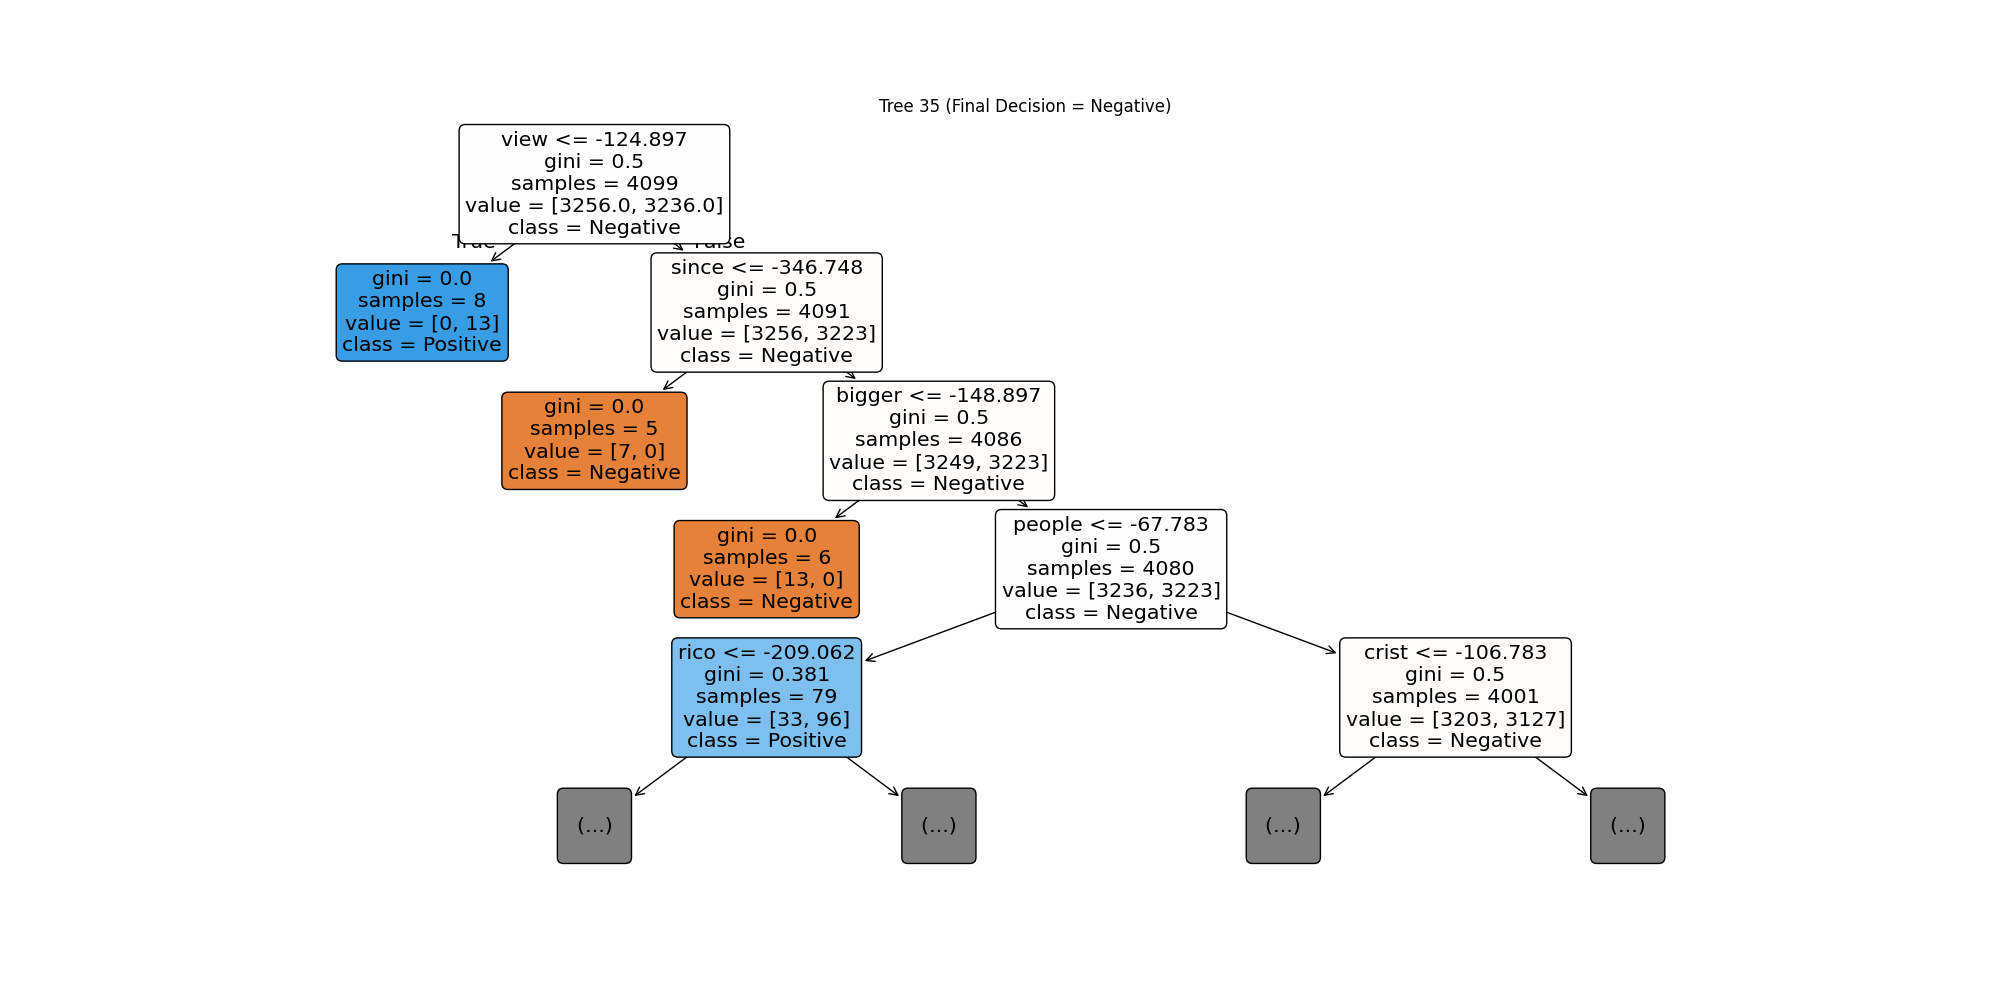 Tree 35 (Final Decision = Negative)
view <= -124.897
gini = 0.5
samples = 4099
value = [3256.0, 3236.0]
class = Negative
True
False
gini = 0.0
samples = 8
value = [0, 13]
class = Positive
since <= -346.748
gini = 0.5
samples = 4091
value = [3256, 3223]
class = Negative
gini = 0.0
samples = 5
value = [7, 0]
class = Negative
bigger <= -148.897
gini = 0.5
samples = 4086
value = [3249, 3223]
class = Negative
gini = 0.0
samples = 6
value = [13, 0]
class = Negative
people <= -67.783
gini = 0.5
samples = 4080
value = [3236, 3223]
class = Negative
rico <= -209.062
gini = 0.381
samples = 79
value = [33, 96]
class = Positive
crist <= -106.783
gini = 0.5
samples = 4001
value = [3203, 3127]
class = Negative
(...)
(...)
(...)
(...)